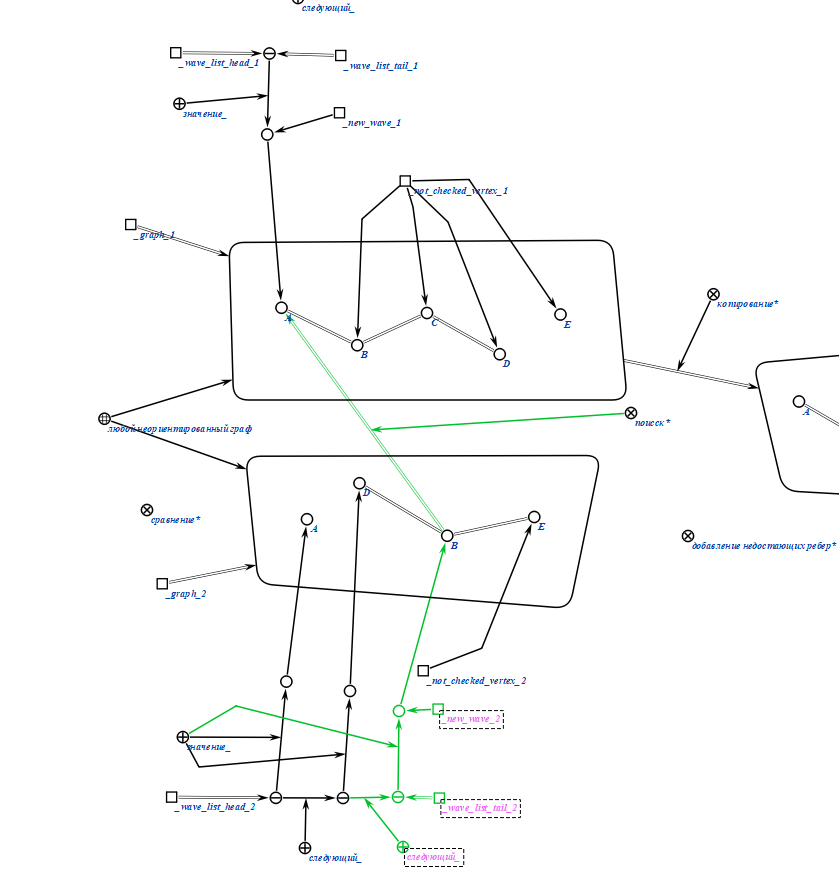 следующий_
_wave_list_head_1
_wave_list_tail_1
значение_
_new_wave_1
_not_checked_vertex_1
_graph_1
копирование*
A
B
C
D
E
A
поиск*
любой неориентированный граф
сравнение*
D
A
B
E
добавление недостающих ребер*
_graph_2
_not_checked_vertex_2
_new_wave_2
значение_
_wave_list_head_2
_wave_list_tail_2
следующий_
следующий_